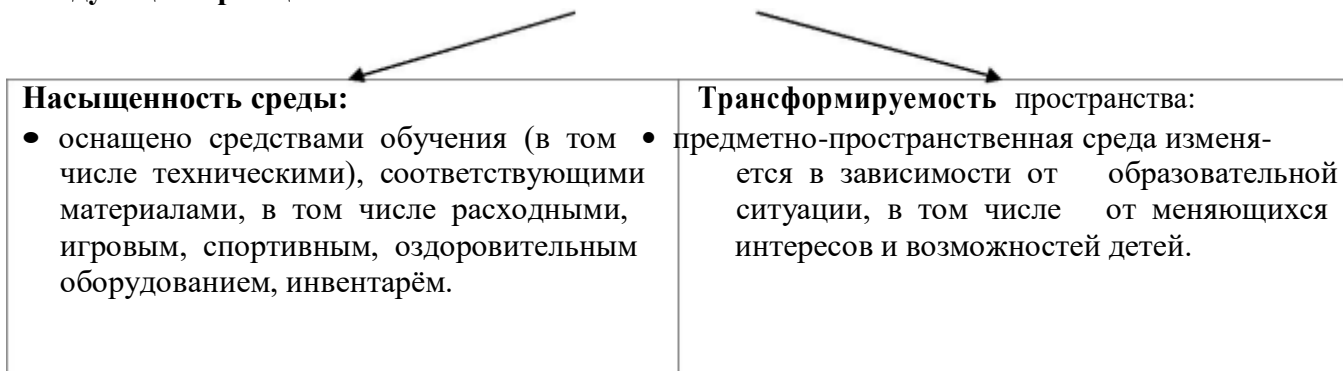 Насыщенность среды:
• оснащено средствами обучения (в том
числе техническими), соответствующими
материалами, в том числе расходными,
игровым, спортивным, оздоровительным
оборудованием, инвентарём.
Трансформируемость пространства:
• предметно-пространственная среда изменя-
ется в зависимости от образовательной
ситуации, в том числе от меняющихся
интересов и возможностей детей.